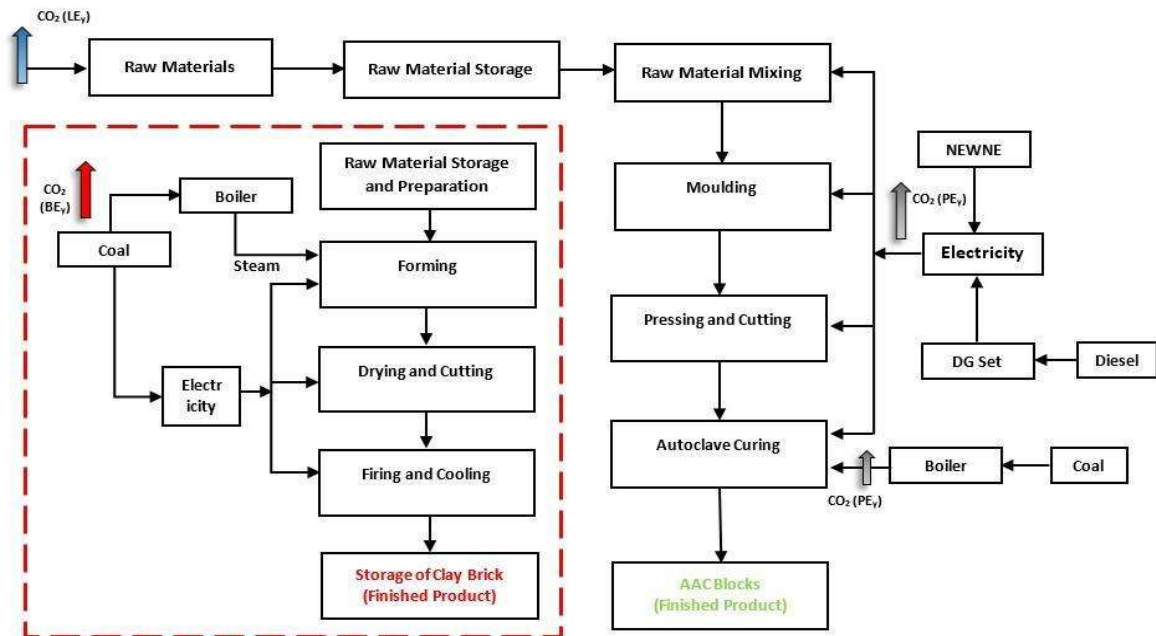 CO₂ (LEᵧ)
Raw Materials
Raw Material Storage
Raw Material Mixing
Raw Material Storage
and Preparation
NEWNE
CO₂
(BEᵧ)
Boiler
Moulding
CO₂ (PEᵧ)
Coal
Steam
Forming
Electricity
Pressing and Cutting
Drying and Cutting
DG Set
Diesel
Electr
icity
Autoclave Curing
Firing and Cooling
Boiler
Coal
CO₂ (PEᵧ)
Storage of Clay Brick
(Finished Product)
AAC Blocks
(Finished Product)